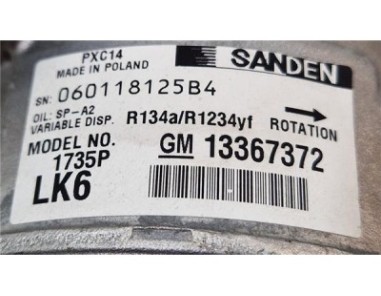 PXC14
MADE IN POLAND
SANDEN
SN: 060118125B4
OIL: SP-A2
VARIABLE DISP. R134a/R1234yf ROTATION
MODEL NO.
1735P
GM 13367372
LK6